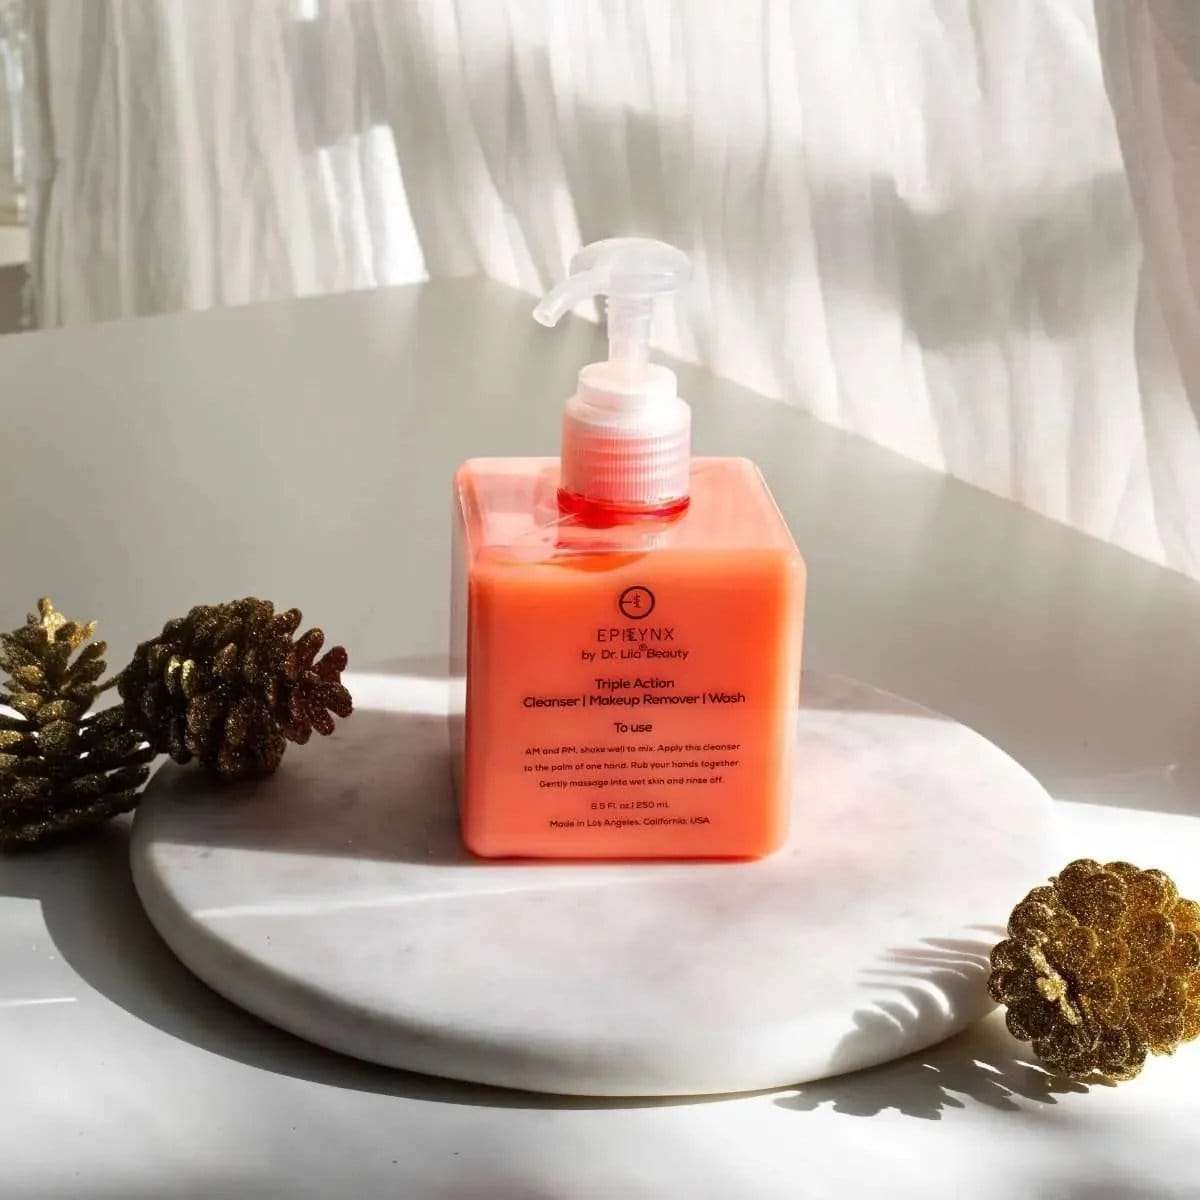 EPILYNX
by Dr. Liia® Beauty
Triple Action
Cleanser | Makeup Remover | Wash
To use
AM and PM, shake well to mix. Apply this cleanser
to the palm of one hand. Rub your hands together.
Gently massage into wet skin and rinse off.
8.5 Fl. oz.| 250 mL
Made in Los Angeles, California, USA